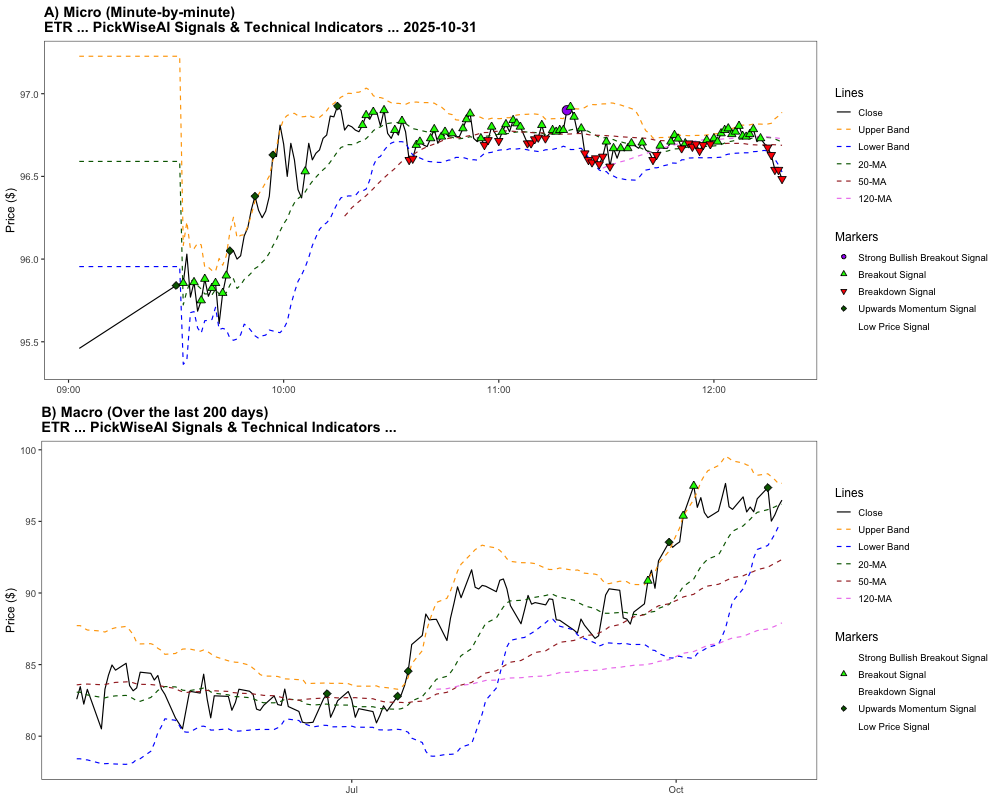 A) Micro (Minute-by-minute)
ETR ... PickWiseAI Signals & Technical Indicators ... 2025-10-31
Price ($)
97.0
96.5
96.0
95.5
09:00
10:00
11:00
12:00
Lines
Close
Upper Band
Lower Band
20-MA
50-MA
120-MA
Markers
Strong Bullish Breakout Signal
Breakout Signal
Breakdown Signal
Upwards Momentum Signal
Low Price Signal
B) Macro (Over the last 200 days)
ETR ... PickWiseAI Signals & Technical Indicators ...
Price ($)
100
95
90
85
80
Jul
Oct
Lines
Close
Upper Band
Lower Band
20-MA
50-MA
120-MA
Markers
Strong Bullish Breakout Signal
Breakout Signal
Breakdown Signal
Upwards Momentum Signal
Low Price Signal